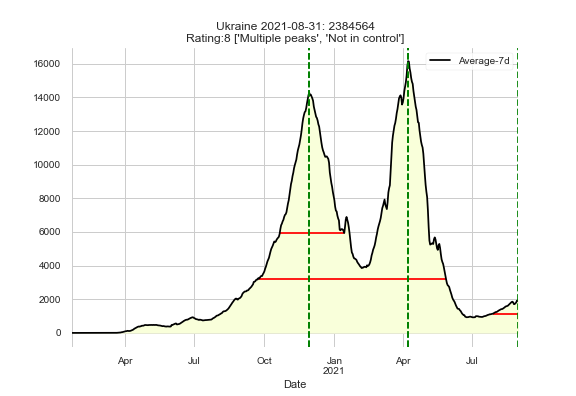 Ukraine 2021-08-31: 2384564
Rating:8 ['Multiple peaks', 'Not in control']
Average-7d
16000
14000
12000
10000
8000
6000
4000
2000
0
Apr
Jul
Oct
Jan
2021
Apr
Jul
Date